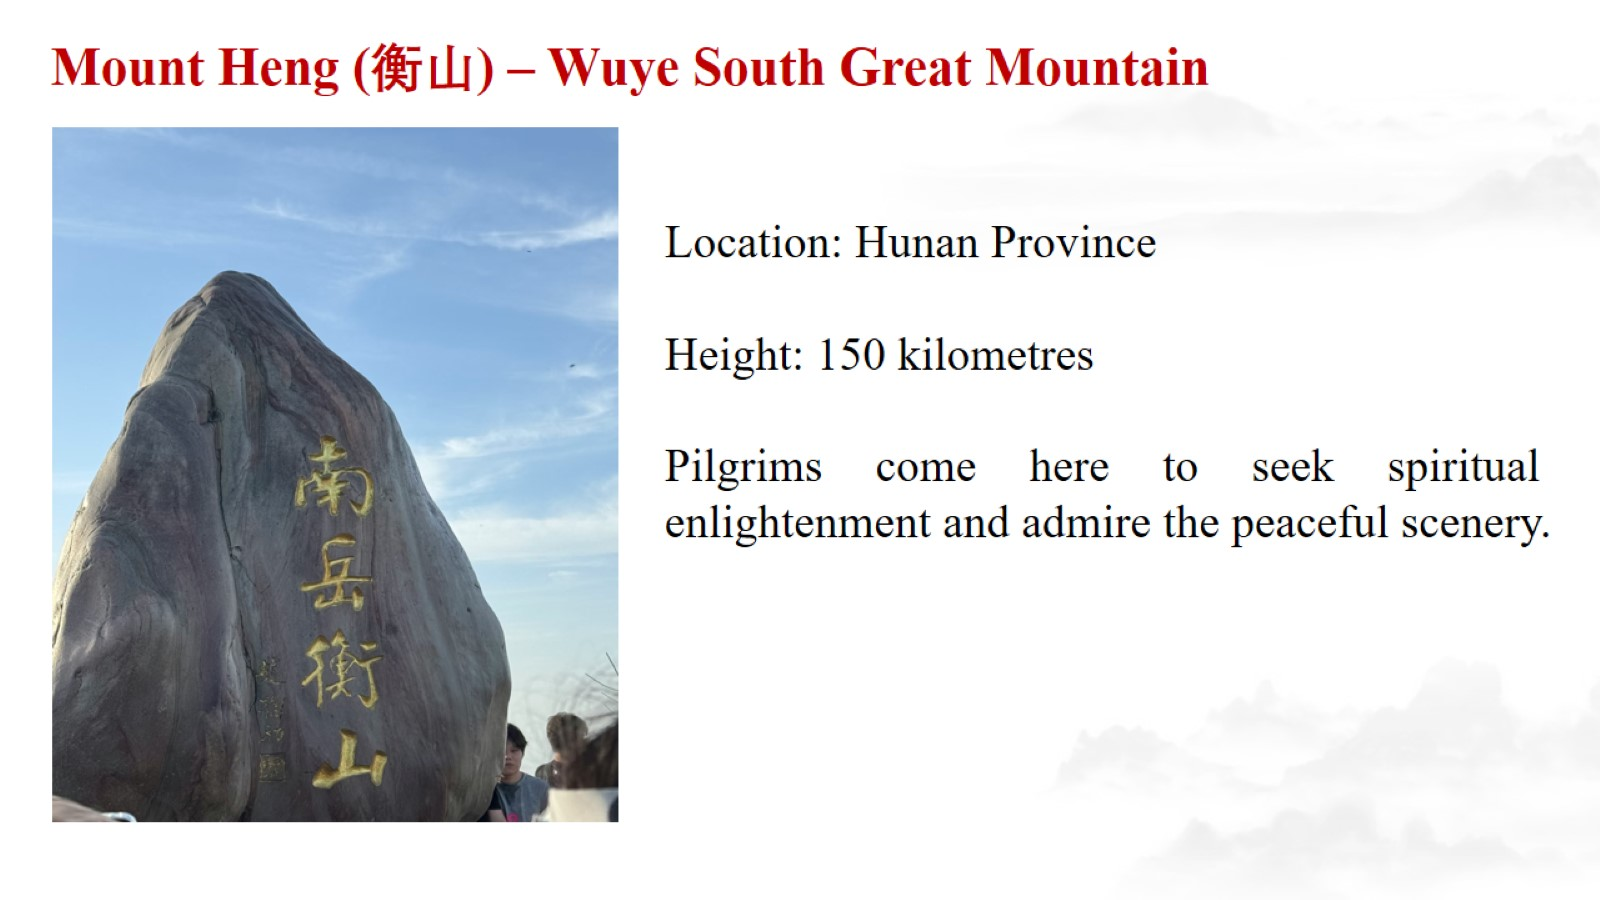 Mount Heng (衡山) – Wuye South Great Mountain
南岳衡山
Location: Hunan Province
Height: 150 kilometres
Pilgrims come here to seek spiritual
enlightenment and admire the peaceful scenery.